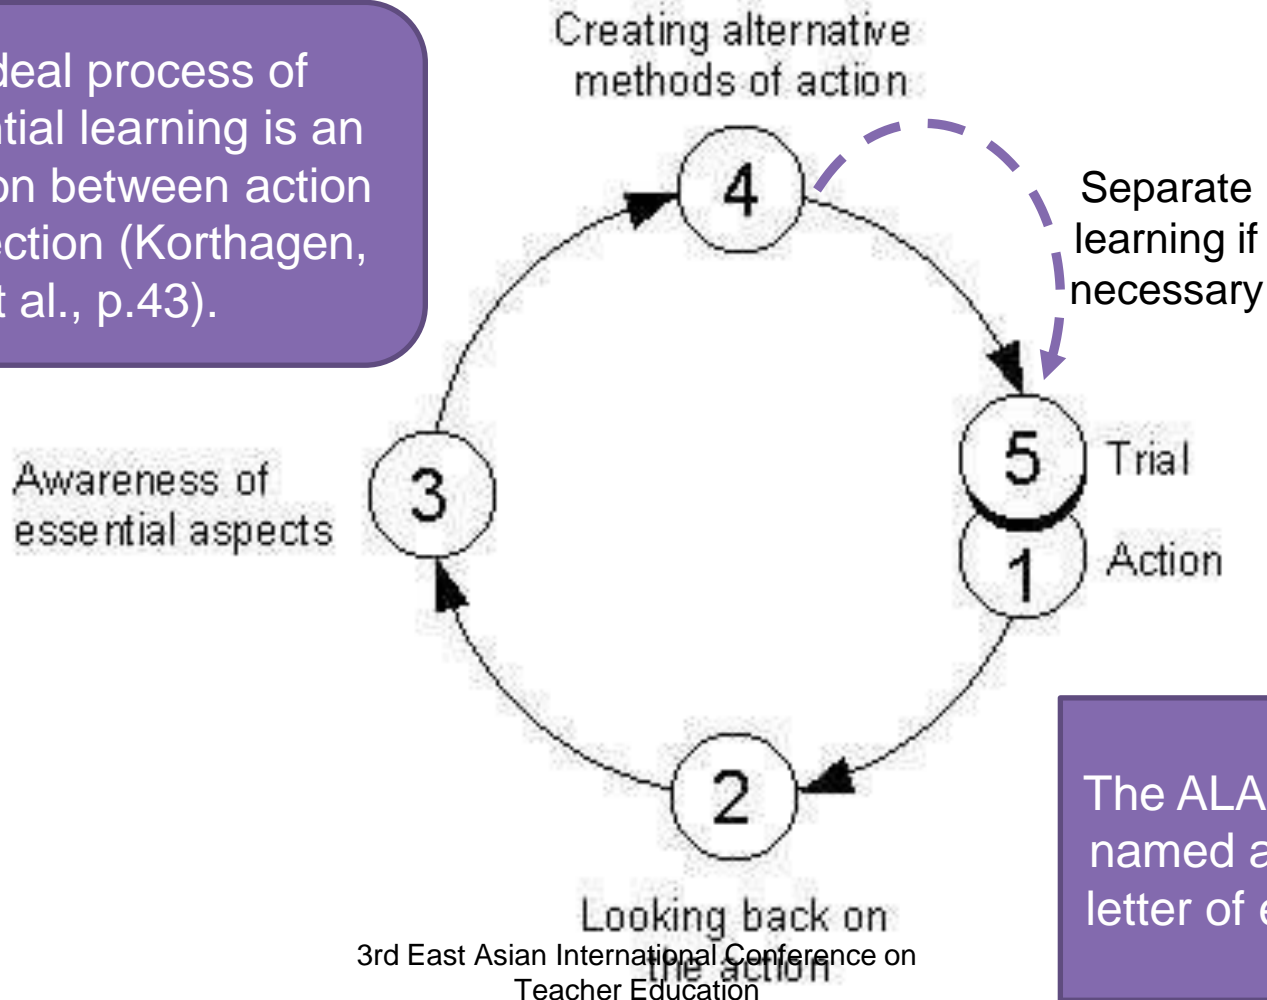 deal process of
tial learning is an
on between action
ection (Korthagen,
t al., p.43).
Creating alternative
methods of action
4
Separate
learning if
necessary
5
Trial
Awareness of
essential aspects
3
1
Action
2
The ALA
named a
letter of e
Looking back on
the action
3rd East Asian International Conference on
Teacher Education